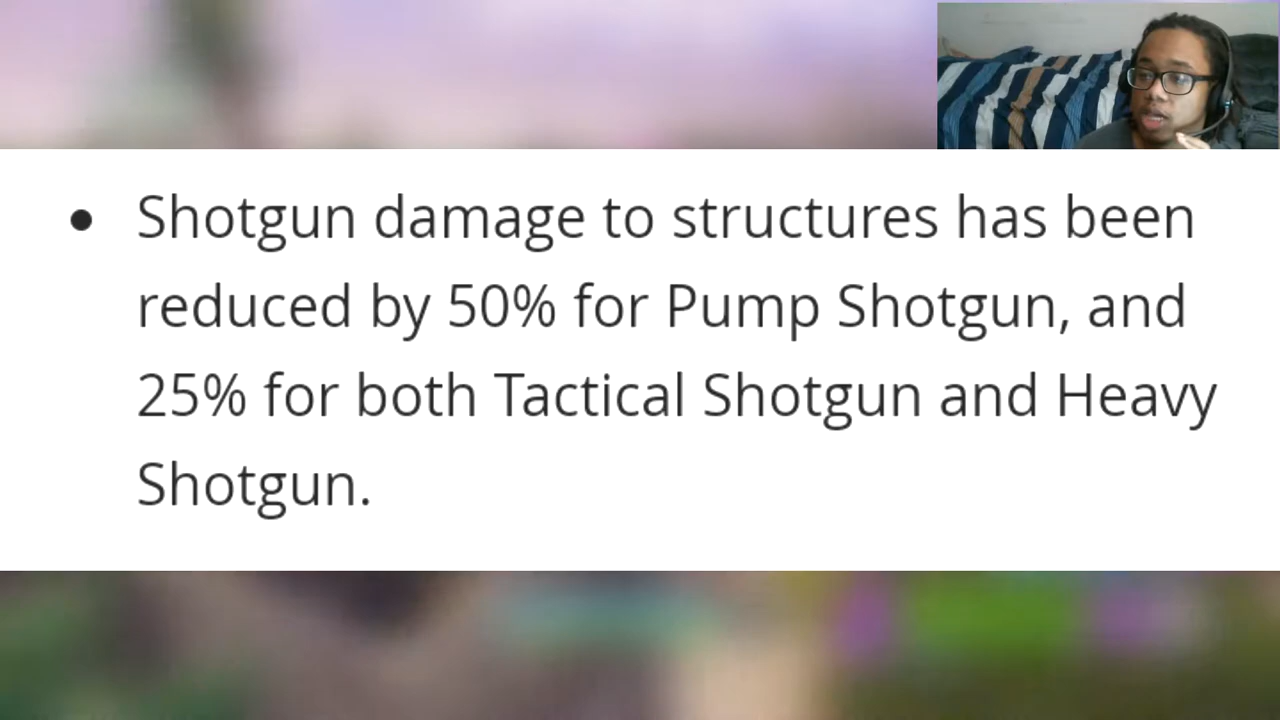 Shotgun damage to structures has been
reduced by 50% for Pump Shotgun, and
25% for both Tactical Shotgun and Heavy
Shotgun.